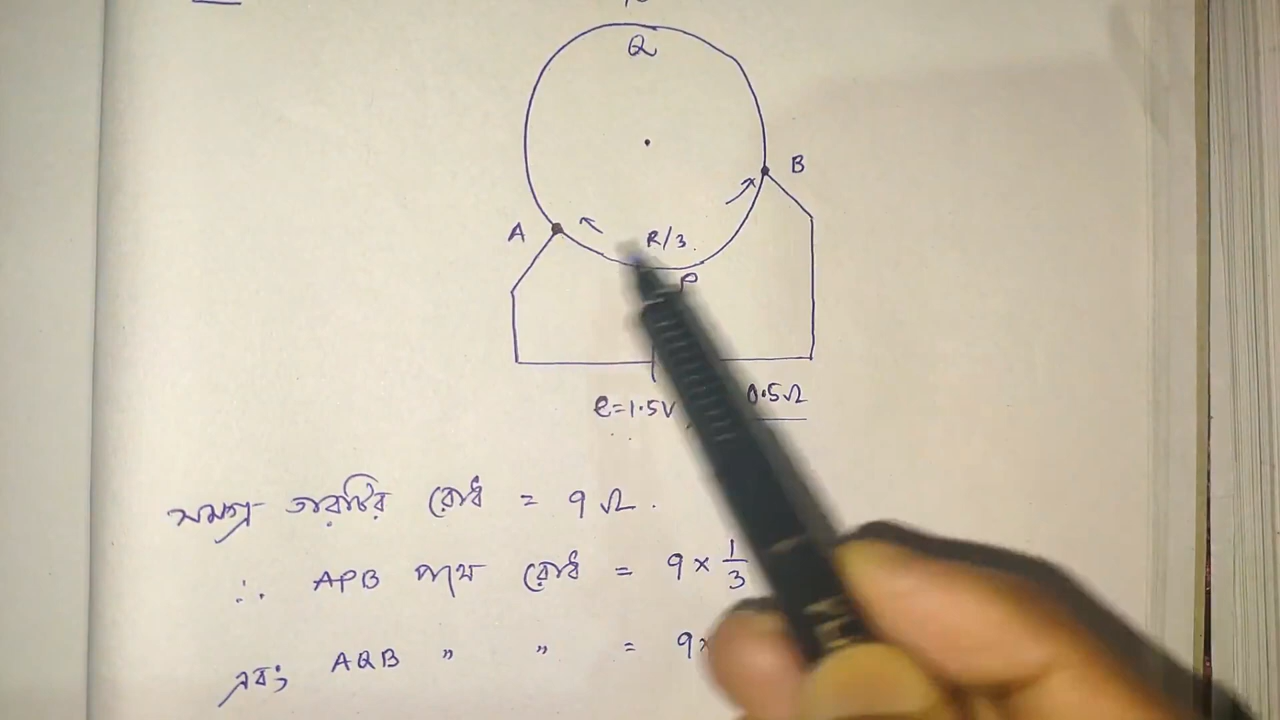 Q
B
A
R/3
P
e=1.5V 0.5Ω
সমগ্র তারটির রোধ = 9 Ω.
∴ APB পথে রোধ = 9 × 1/3
এবং AQB " " = 9×